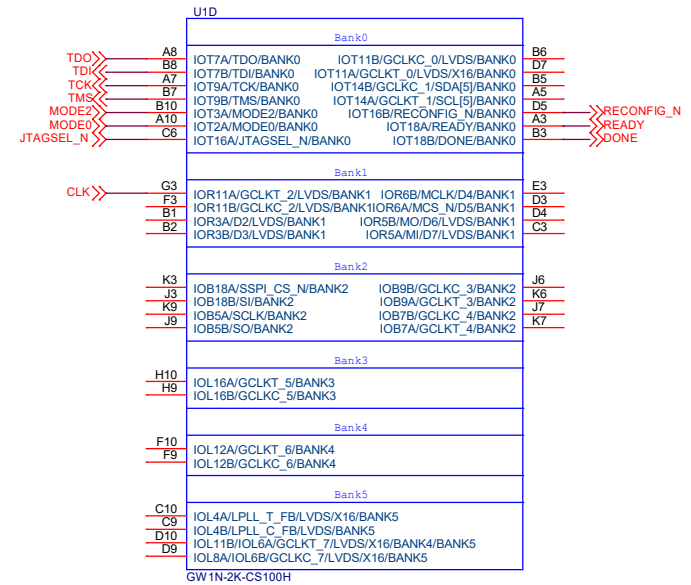 U1D
Bank0
TDO A8 IOT7A/TDO/BANK0 IOT11B/GCLKC_0/LVDS/BANK0 B6
TDI B8 IOT7B/TDI/BANK0 IOT11A/GCLKT_0/LVDS/X16/BANK0 D7
TCK A7 IOT9A/TCK/BANK0 IOT14B/GCLKC_1/SDA[5]/BANK0 B5
TMS B7 IOT9B/TMS/BANK0 IOT14A/GCLKT_1/SCL[5]/BANK0 A5
MODE2 B10 IOT3A/MODE2/BANK0 IOT16B/RECONFIG_N/BANK0 D5 RECONFIG_N
MODE0 A10 IOT2A/MODE0/BANK0 IOT18A/READY/BANK0 A3 READY
JTAGSEL_N C6 IOT16A/JTAGSEL_N/BANK0 IOT18B/DONE/BANK0 B3 DONE
Bank1
CLK G3 IOR11A/GCLKT_2/LVDS/BANK1 IOR6B/MCLK/D4/BANK1 E3
F3 IOR11B/GCLKC_2/LVDS/BANK1 IOR6A/MCS_N/D5/BANK1 D3
B1 IOR3A/D2/LVDS/BANK1 IOR5B/MO/D6/LVDS/BANK1 D4
B2 IOR3B/D3/LVDS/BANK1 IOR5A/MI/D7/LVDS/BANK1 C3
Bank2
K3 IOB18A/SSPI_CS_N/BANK2 IOB9B/GCLKC_3/BANK2 J6
J3 IOB18B/SI/BANK2 IOB9A/GCLKT_3/BANK2 K6
K9 IOB5A/SCLK/BANK2 IOB7B/GCLKC_4/BANK2 J7
J9 IOB5B/SO/BANK2 IOB7A/GCLKT_4/BANK2 K7
Bank3
H10 IOL16A/GCLKT_5/BANK3
H9 IOL16B/GCLKC_5/BANK3
Bank4
F10 IOL12A/GCLKT_6/BANK4
F9 IOL12B/GCLKC_6/BANK4
Bank5
C10 IOL4A/LPLL_T_FB/LVDS/X16/BANK5
C9 IOL4B/LPLL_C_FB/LVDS/BANK5
D10 IOL11B/IOL6A/GCLKT_7/LVDS/X16/BANK4/BANK5
D9 IOL8A/IOL6B/GCLKC_7/LVDS/X16/BANK5
GW1N-2K-CS100H